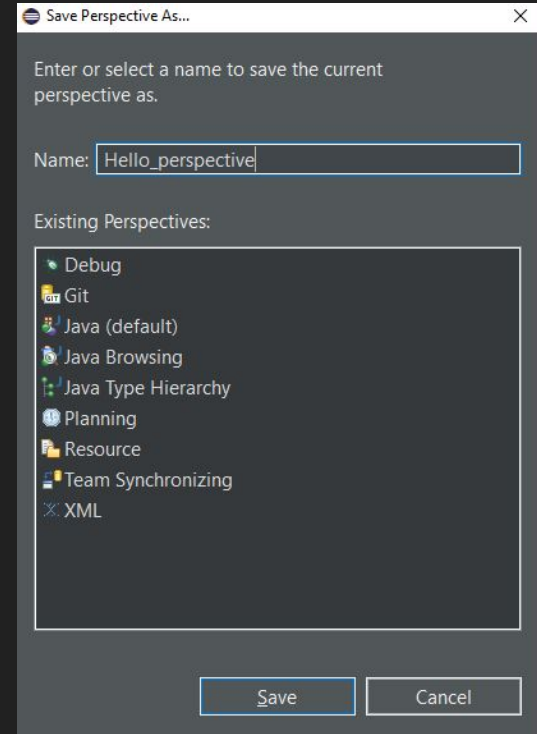 Save Perspective As...
Enter or select a name to save the current
perspective as.
Name: Hello_perspective
Existing Perspectives:
Debug
GIT Git
Java (default)
Java Browsing
Java Type Hierarchy
Planning
Resource
Team Synchronizing
XML
Save Cancel